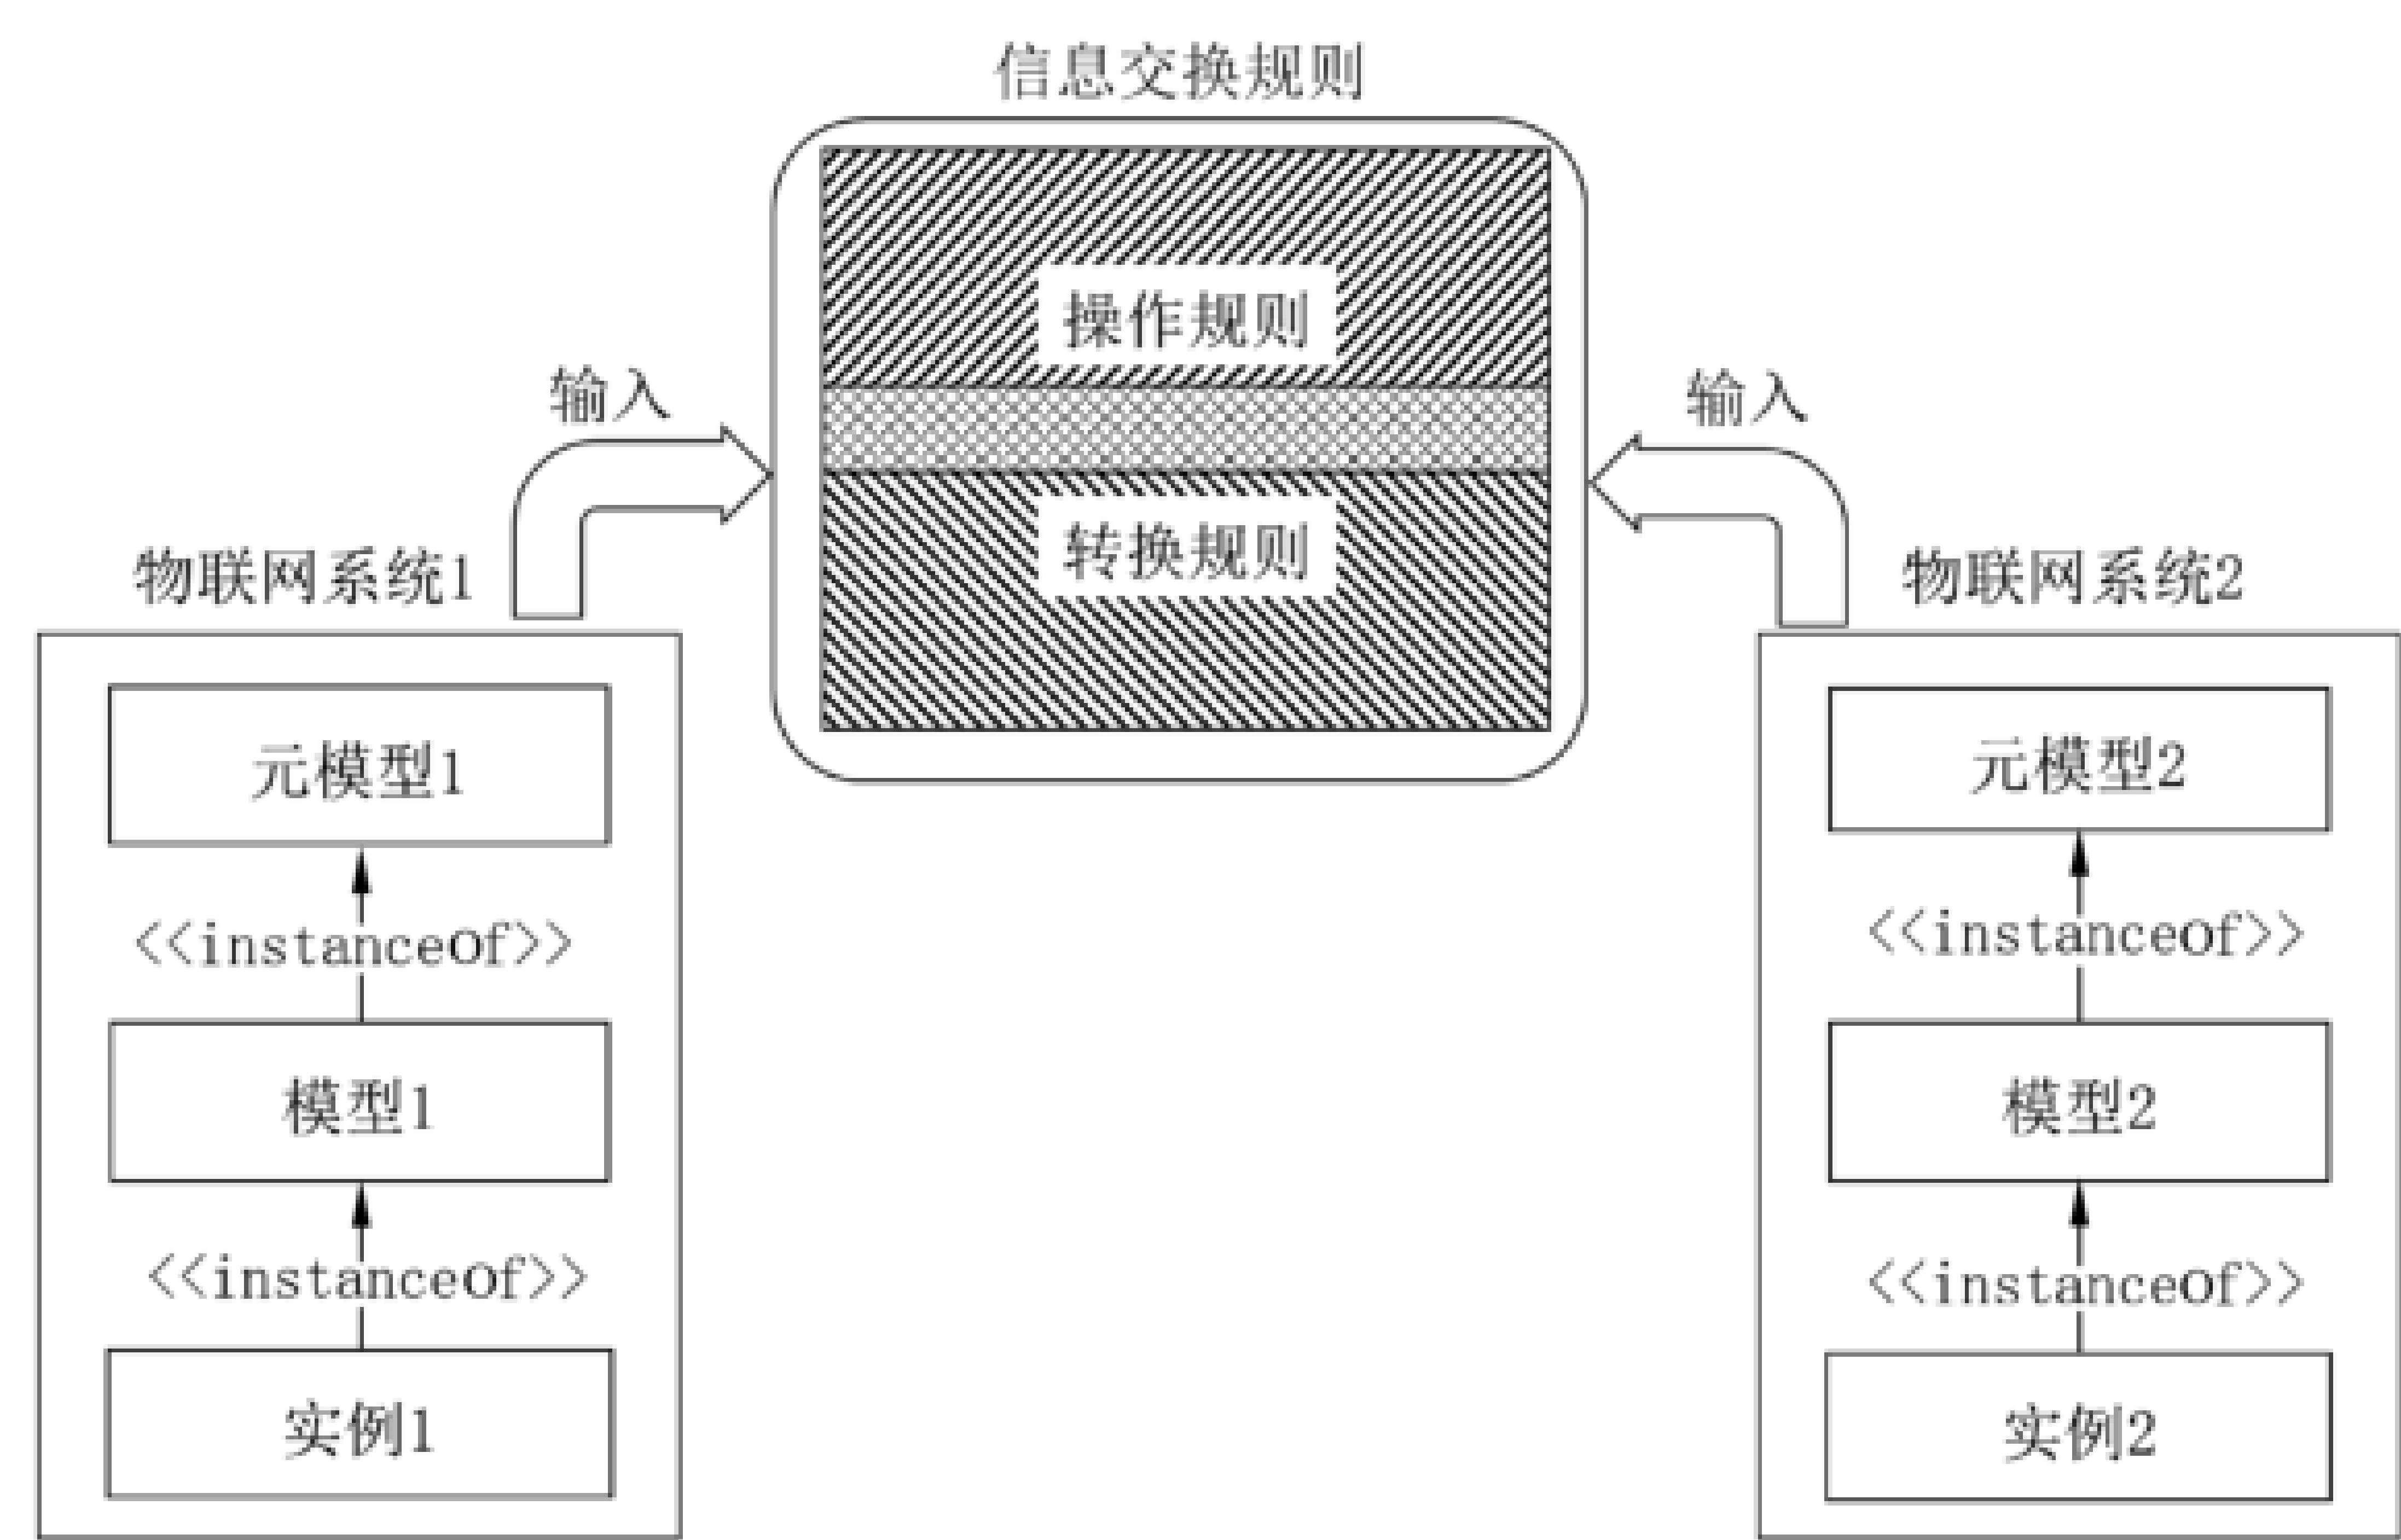 信息交换规则
操作规则
转换规则
输入
输入
物联网系统1
元模型1
<<instanceOf>>
模型1
<<instanceOf>>
实例1
物联网系统2
元模型2
<<instanceOf>>
模型2
<<instanceOf>>
实例2